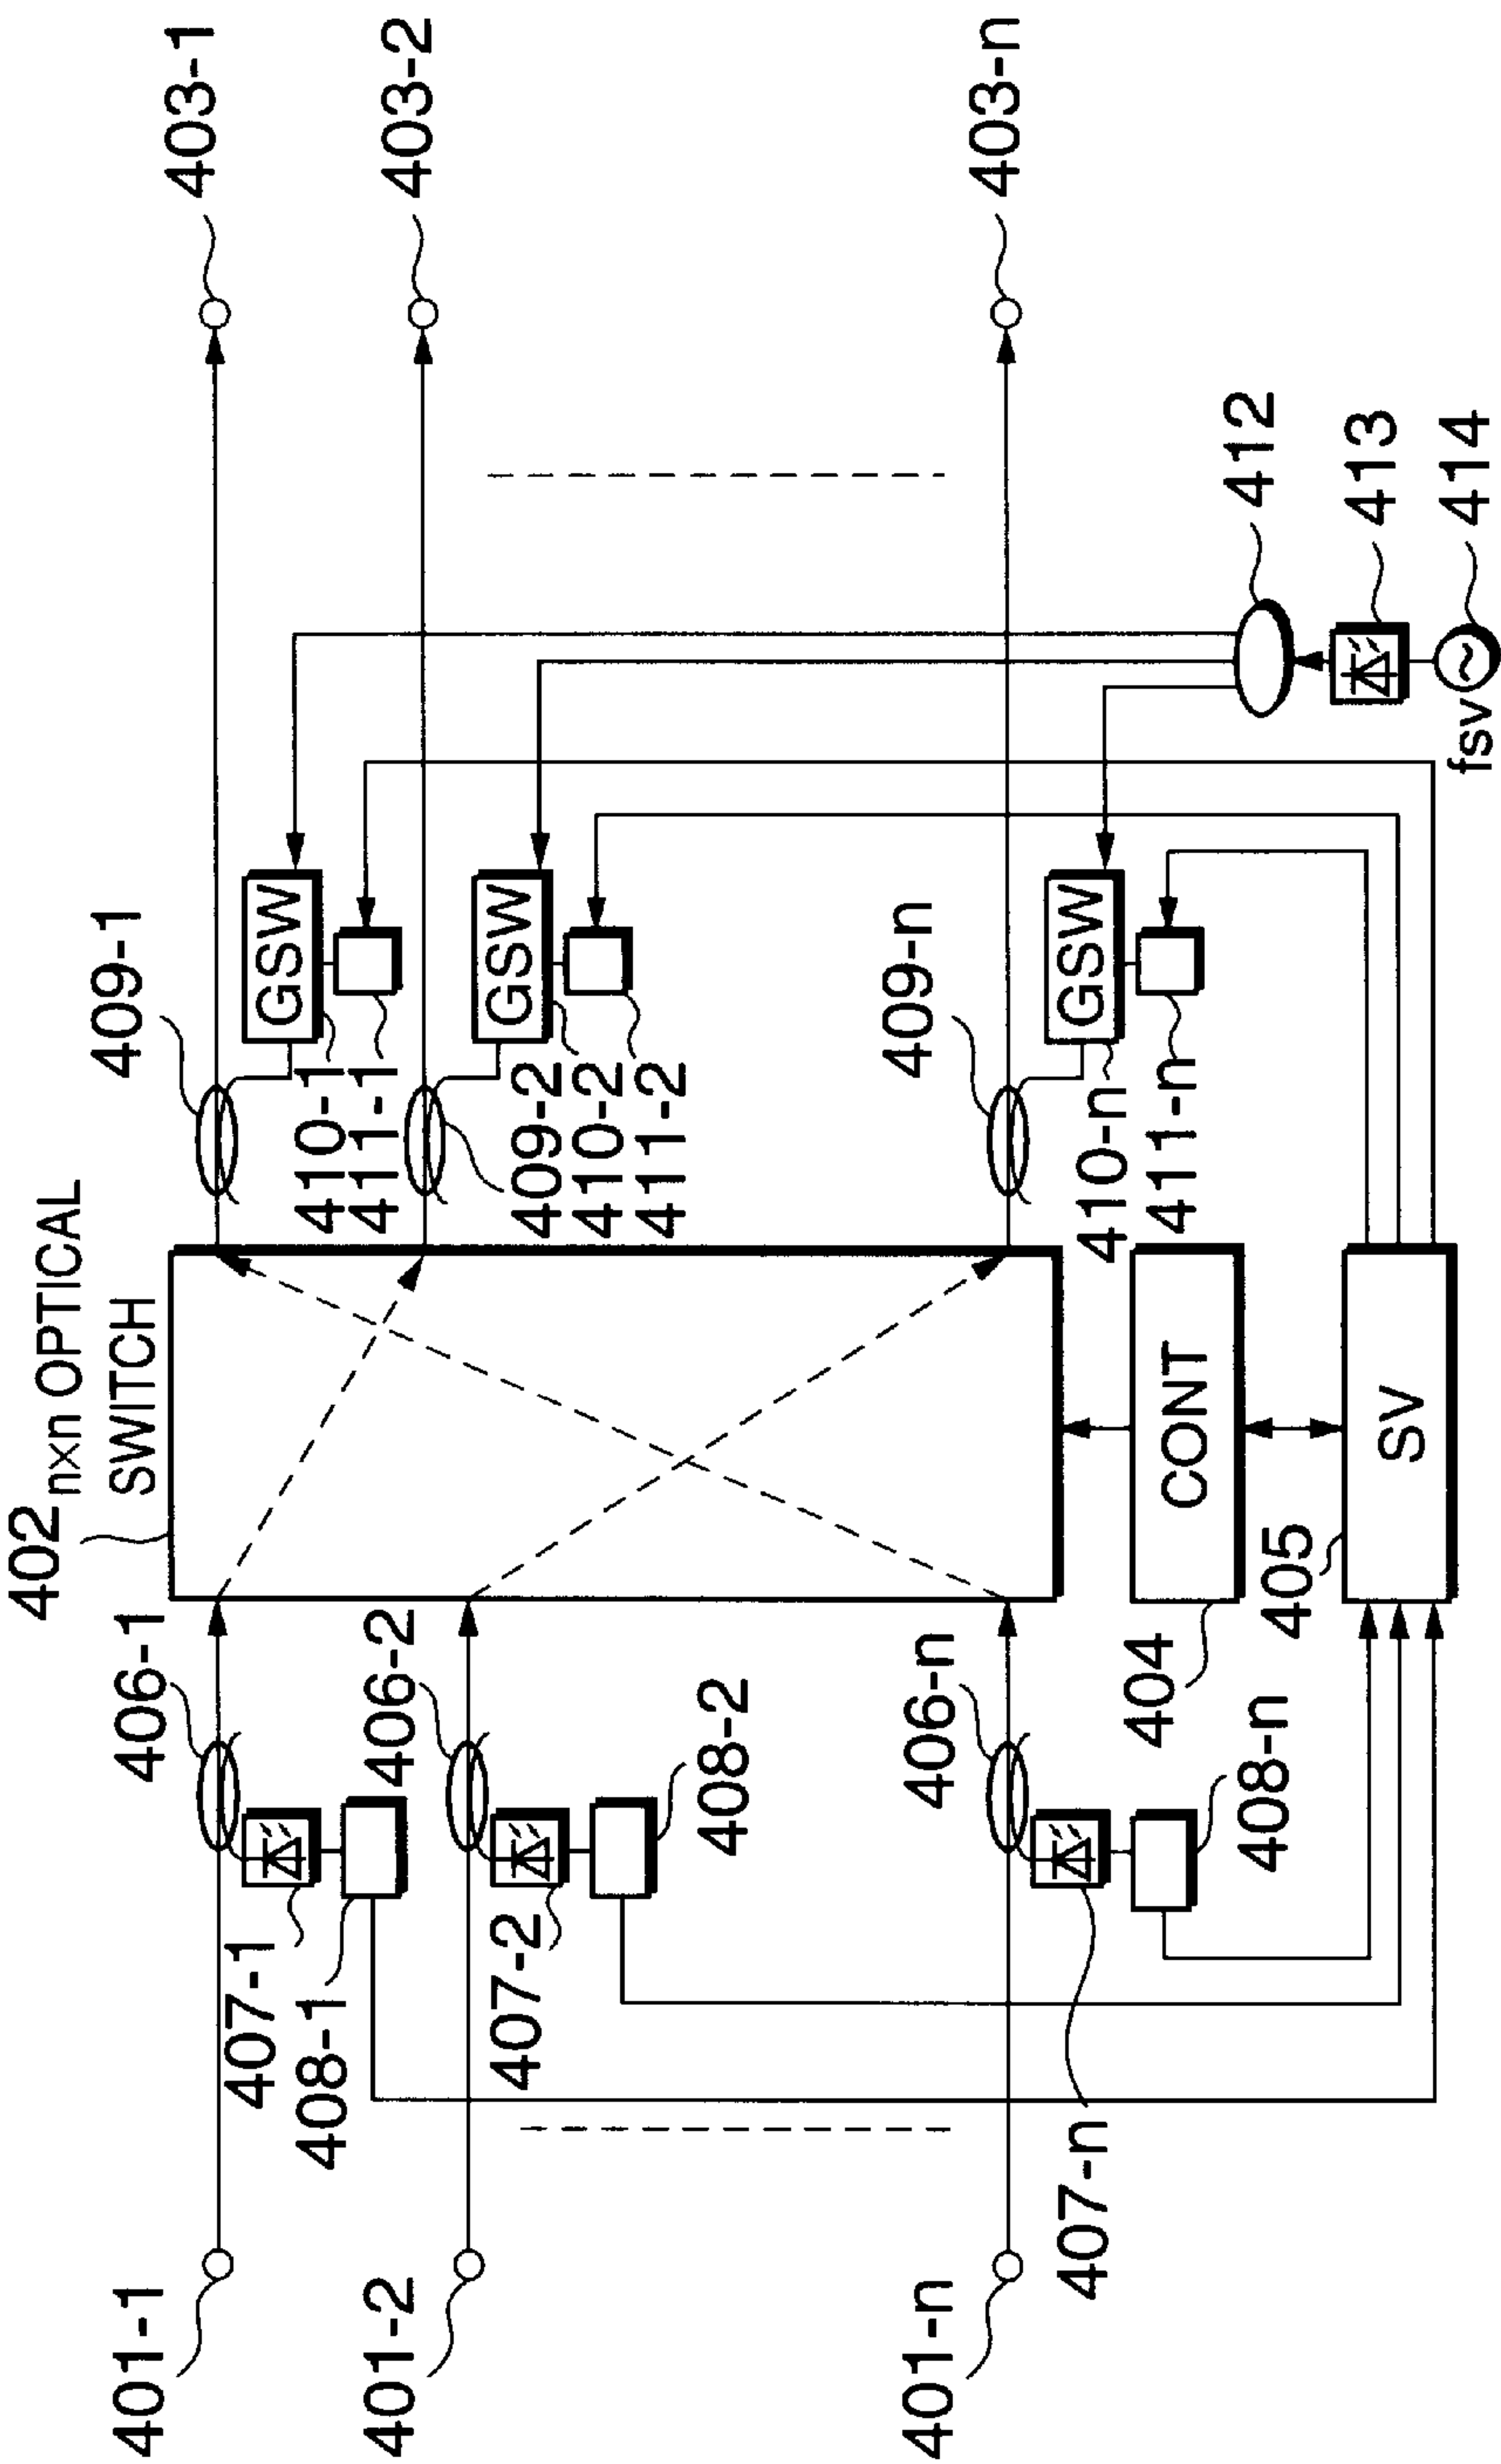 402
n×n OPTICAL
SWITCH
401-1
406-1
407-1
408-1
409-1
GSW
410-1
411-1
403-1
401-2
406-2
407-2
408-2
GSW
409-2
410-2
411-2
403-2
401-n
406-n
407-n
408-n
409-n
GSW
410-n
411-n
403-n
404
CONT
405
SV
412
413
414
fsv